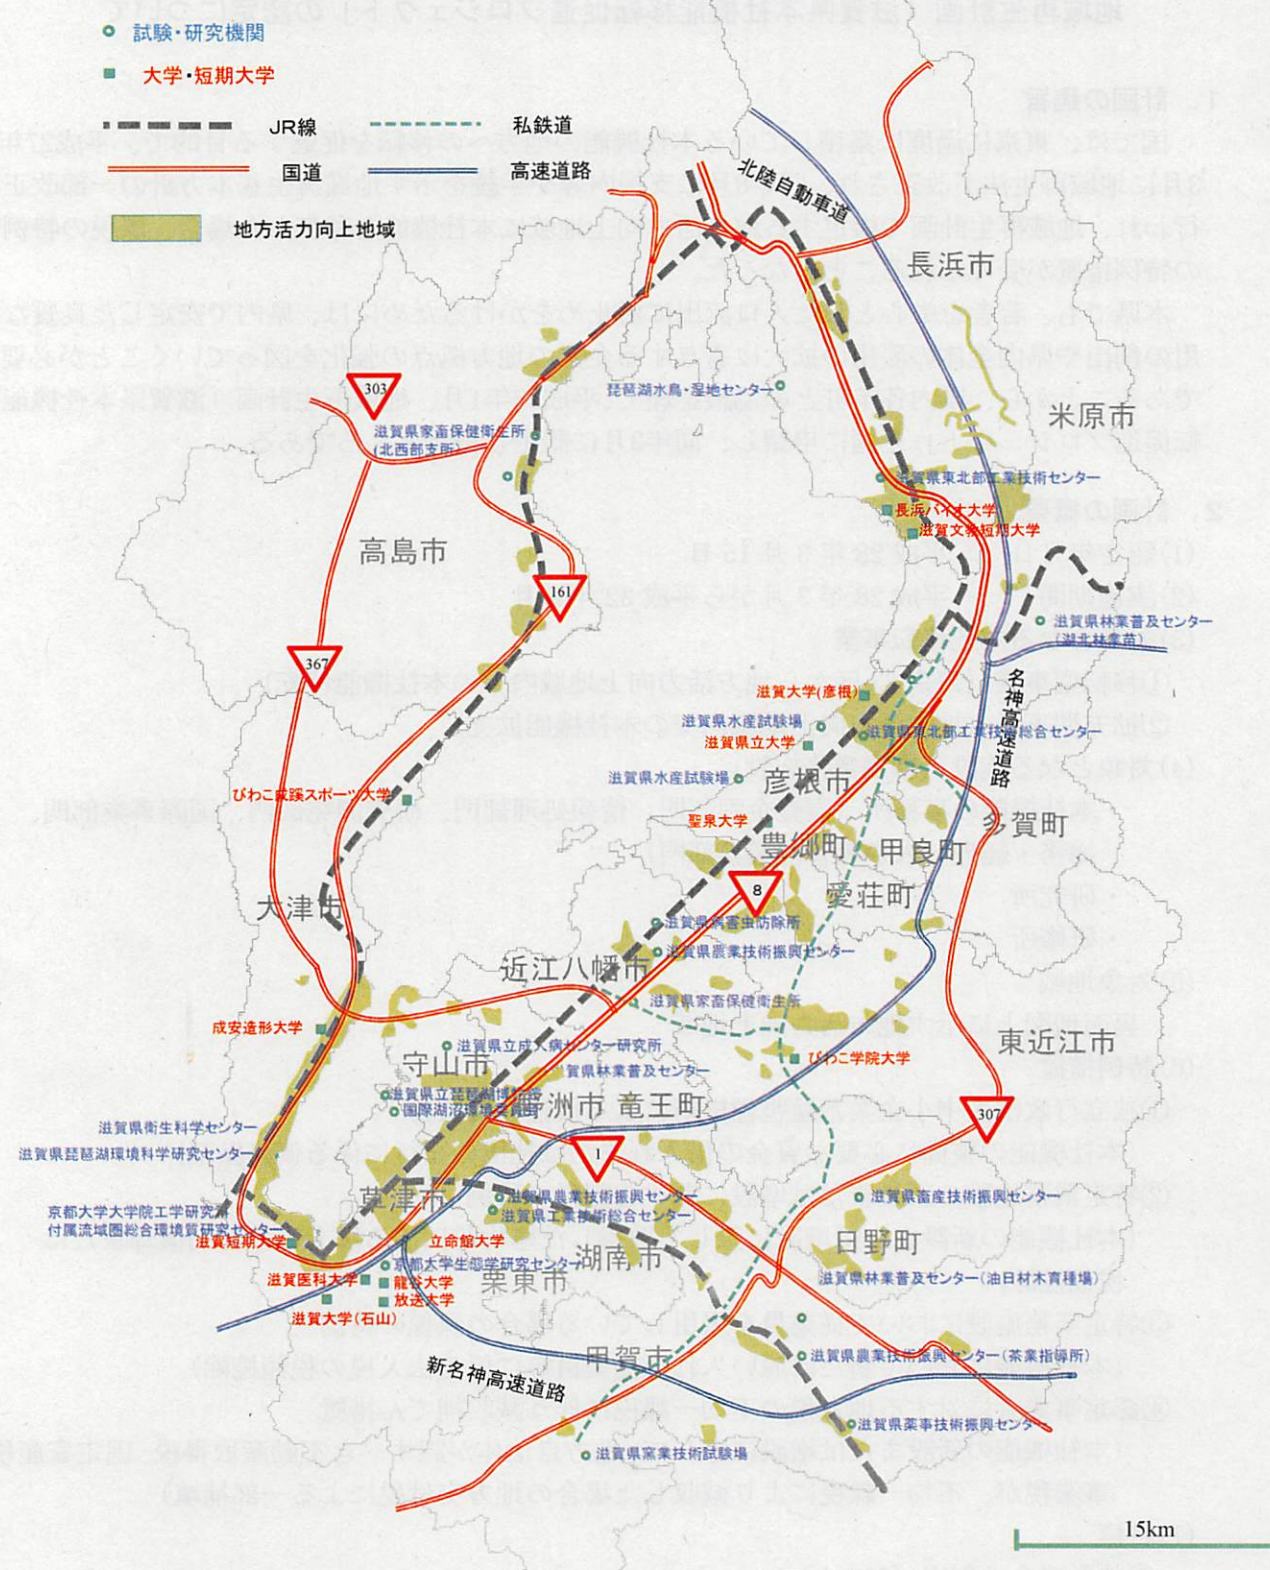 試験・研究機関
大学・短期大学
JR線
私鉄道
国道
高速道路
地方活力向上地域
北陸自動車道
長浜市
303
琵琶湖水鳥・湿地センター
米原市
滋賀県家畜保健衛生所
(北西部支所)
滋賀県東北部工業技術センター
長浜バイオ大学
滋賀文教短期大学
高島市
161
滋賀県林業普及センター
(湖北林業苗)
367
名神高速道路
滋賀大学(彦根)
滋賀県水産試験場
滋賀県東北部工業技術総合センター
滋賀県立大学
滋賀県水産試験場
彦根市
びわこ成蹊スポーツ大学
聖泉大学
多賀町
豊郷町
甲良町
8
愛荘町
大津市
滋賀県病害虫防除所
滋賀県農業技術振興センター
近江八幡市
滋賀県家畜保健衛生所
成安造形大学
東近江市
滋賀県立成人病センター研究所
びわこ学院大学
守山市
賀県林業普及センター
滋賀県立琵琶湖博物館
国際湖沼環境委員会
野洲市
竜王町
307
滋賀県衛生科学センター
滋賀県琵琶湖環境科学研究センター
1
草津市
滋賀県農業技術振興センター
滋賀県畜産技術振興センター
京都大学大学院工学研究所
付属流域圏総合環境質研究センター
滋賀県工業技術総合センター
滋賀短期大学
立命館大学
湖南市
日野町
京都大学生態学研究センター
滋賀医科大学
龍谷大学
栗東市
滋賀県林業普及センター(油日材木育種場)
放送大学
滋賀大学(石山)
甲賀市
滋賀県農業技術振興センター(茶業指導所)
新名神高速道路
滋賀県薬事技術振興センター
滋賀県窯業技術試験場
15km